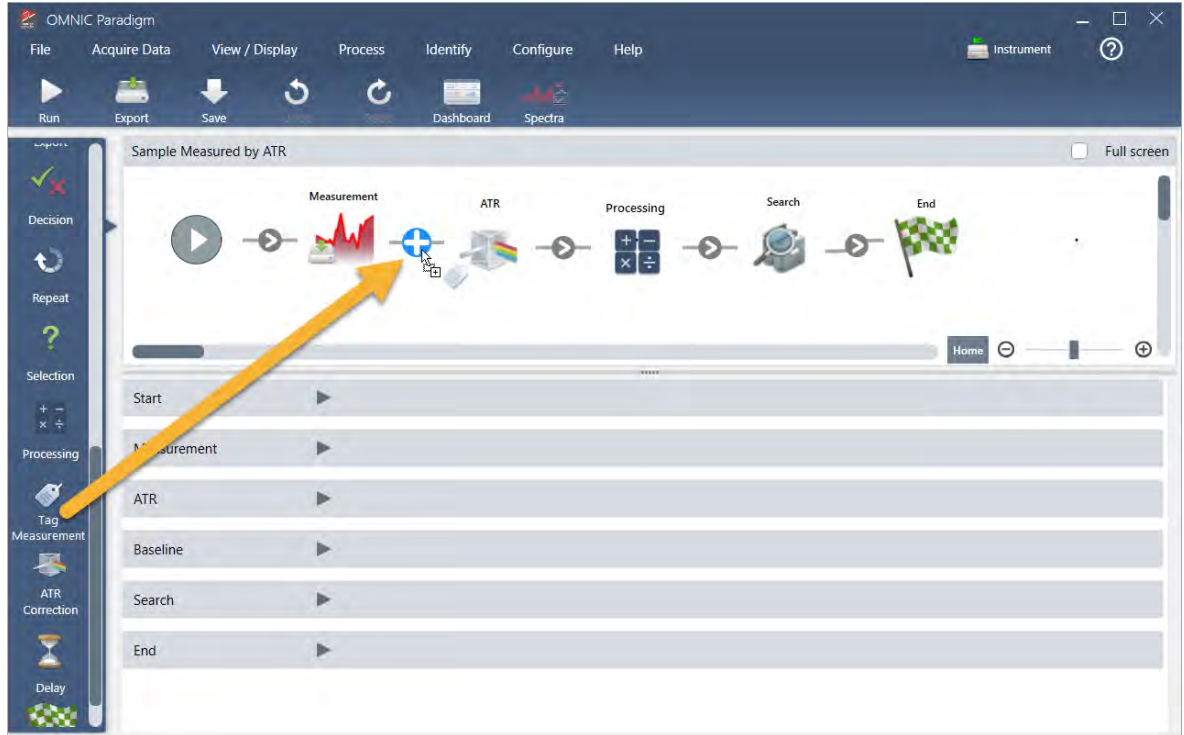 OMNIC Paradigm
File Acquire Data View / Display Process Identify Configure Help Instrument
Run Export Save Dashboard Spectra
Export
Decision
Repeat
Selection
Processing
Tag
Measurement
ATR
Correction
Delay
Sample Measured by ATR Full screen
Measurement ATR Processing Search End
Home
Start
Measurement
ATR
Baseline
Search
End